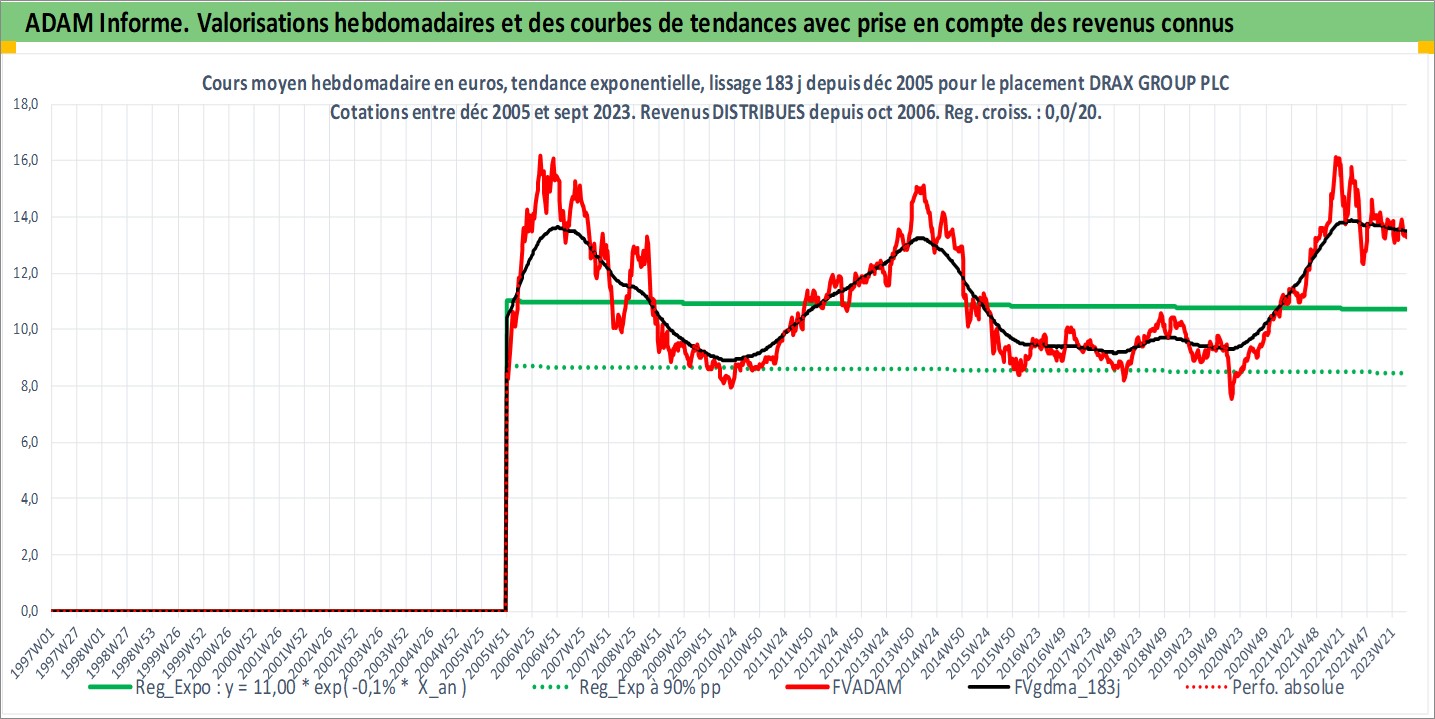 ADAM Informe. Valorisations hebdomadaires et des courbes de tendances avec prise en compte des revenus connus
Cours moyen hebdomadaire en euros, tendance exponentielle, lissage 183 j depuis déc 2005 pour le placement DRAX GROUP PLC
Cotations entre déc 2005 et sept 2023. Revenus DISTRIBUES depuis oct 2006. Reg. croiss. : 0,0/20.
18,0
16,0
14,0
12,0
10,0
8,0
6,0
4,0
2,0
0,0
1997W01
1997W27
1998W01
1998W27
1998W53
1999W26
1999W52
2000W26
2000W52
2001W26
2001W52
2002W26
2002W52
2003W26
2003W52
2004W26
2004W52
2005W25
2005W51
2006W25
2006W51
2007W25
2007W51
2008W25
2008W51
2009W25
2009W51
2010W24
2010W50
2011W24
2011W50
2012W24
2012W50
2013W24
2013W50
2014W24
2014W50
2015W24
2015W50
2016W23
2016W49
2017W23
2017W49
2018W23
2018W49
2019W23
2019W49
2020W23
2020W49
2021W22
2021W48
2022W21
2022W47
2023W21
Reg_Expo : y = 11,00 * exp( -0,1% * X_an )
Reg_Exp à 90% pp
FVADAM
FVgdma_183j
Perfo. absolue